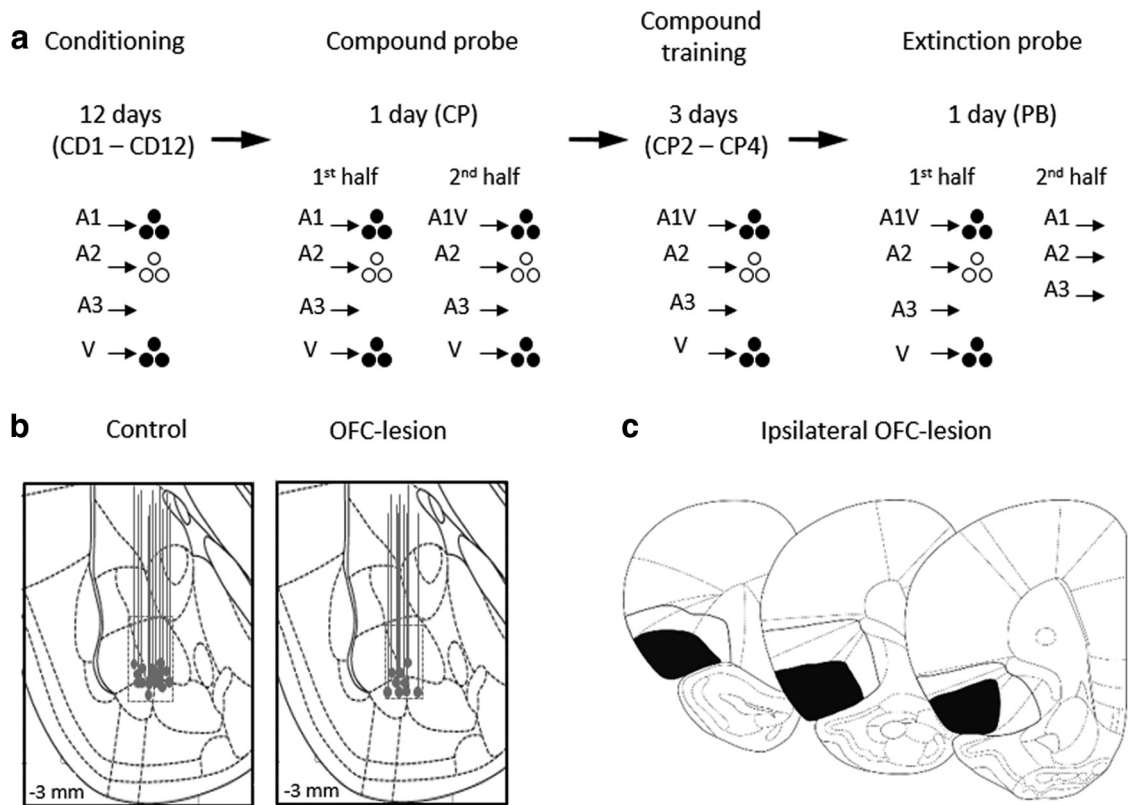 a
Conditioning
Compound probe
Compound
training
Extinction probe
12 days
(CD1 – CD12)
1 day (CP)
3 days
(CP2 – CP4)
1 day (PB)
1st half
2nd half
1st half
2nd half
A1
A1
A1V
A1V
A1V
A1
A2
A2
A2
A2
A2
A2
A3
A3
A3
A3
A3
A3
V
V
V
V
V
b
Control
OFC-lesion
c
Ipsilateral OFC-lesion
-3 mm
-3 mm